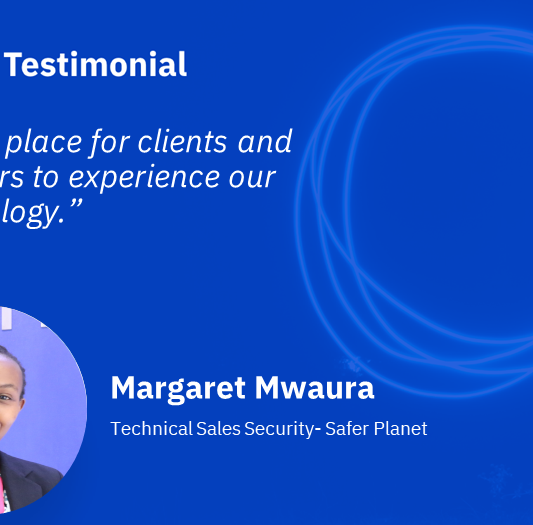 Testimonial
place for clients and
rs to experience our
logy.”
Margaret Mwaura
Technical Sales Security- Safer Planet